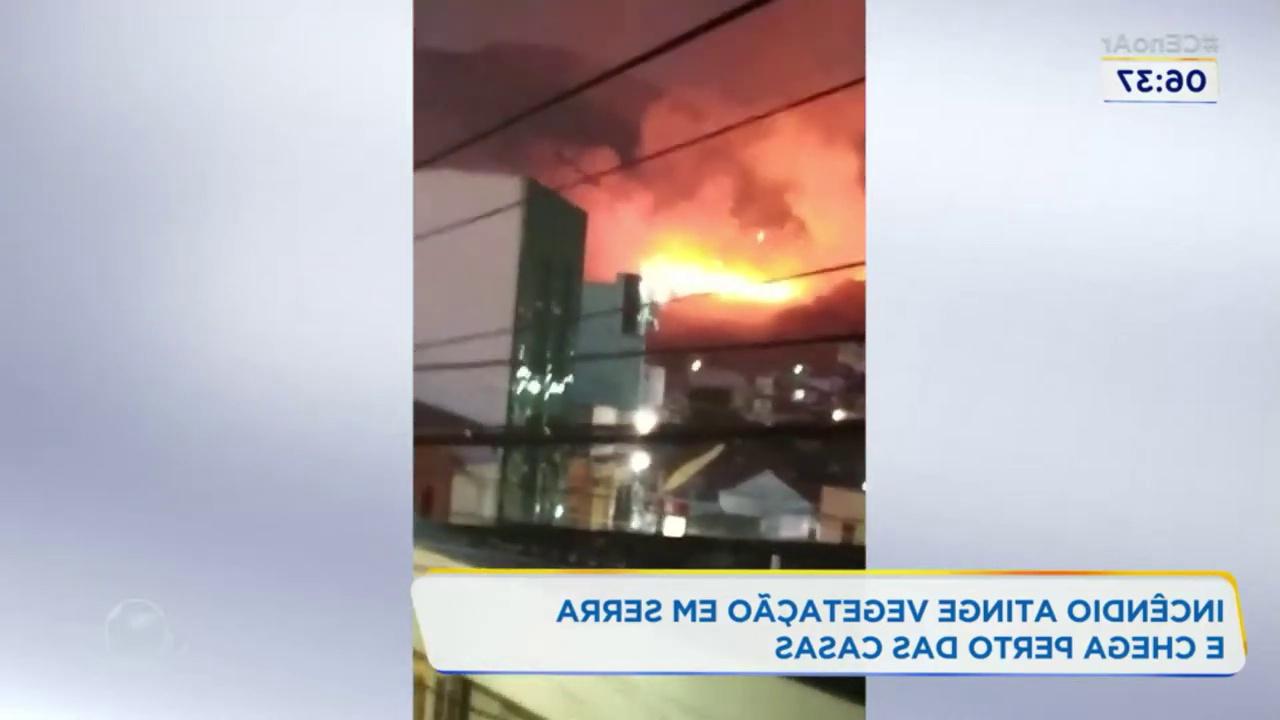 #CEnoAr
06:37
INCÊNDIO ATINGE VEGETAÇÃO EM SERRA
E CHEGA PERTO DAS CASAS